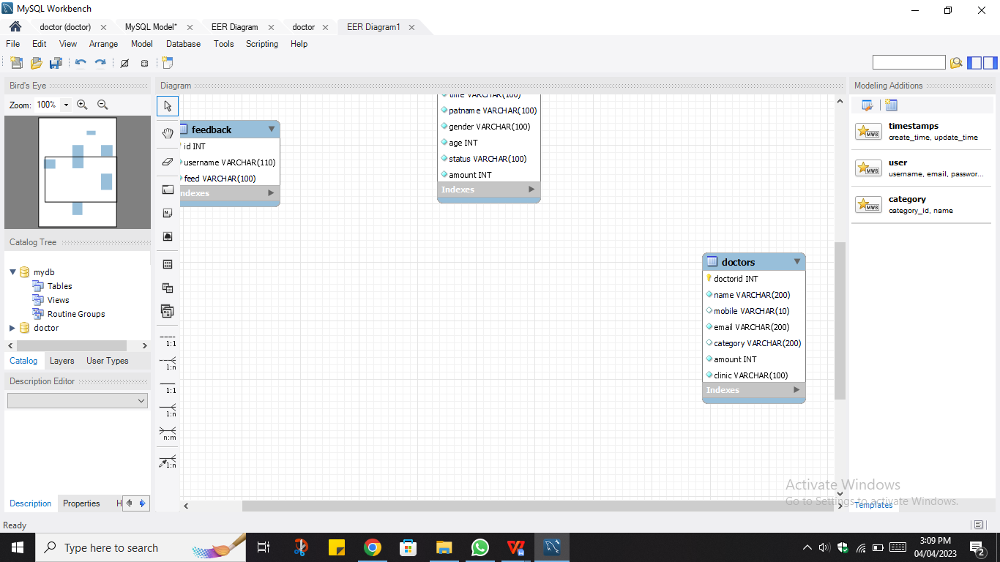 MySQL Workbench
doctor (doctor)
MySQL Model*
EER Diagram
doctor
EER Diagram1
File Edit View Arrange Model Database Tools Scripting Help
Bird's Eye
Zoom: 100%
Catalog Tree
mydb
Tables
Views
Routine Groups
doctor
Catalog Layers User Types
Description Editor
Description Properties H
Ready
Diagram
1:1
1:n
1:1
1:n
n:m
1:n
feedback
id INT
username VARCHAR(110)
feed VARCHAR(100)
ndexes
time VARCHAR(100)
patname VARCHAR(100)
gender VARCHAR(100)
age INT
status VARCHAR(100)
amount INT
Indexes
doctors
doctorid INT
name VARCHAR(200)
mobile VARCHAR(10)
email VARCHAR(200)
category VARCHAR(200)
amount INT
clinic VARCHAR(100)
Indexes
Modeling Additions
MWB
timestamps
create_time, update_time
MWB
user
username, email, passwor...
MWB
category
category_id, name
Templates
Activate Windows
Go to Settings to activate Windows.
Type here to search
3:09 PM
04/04/2023
2